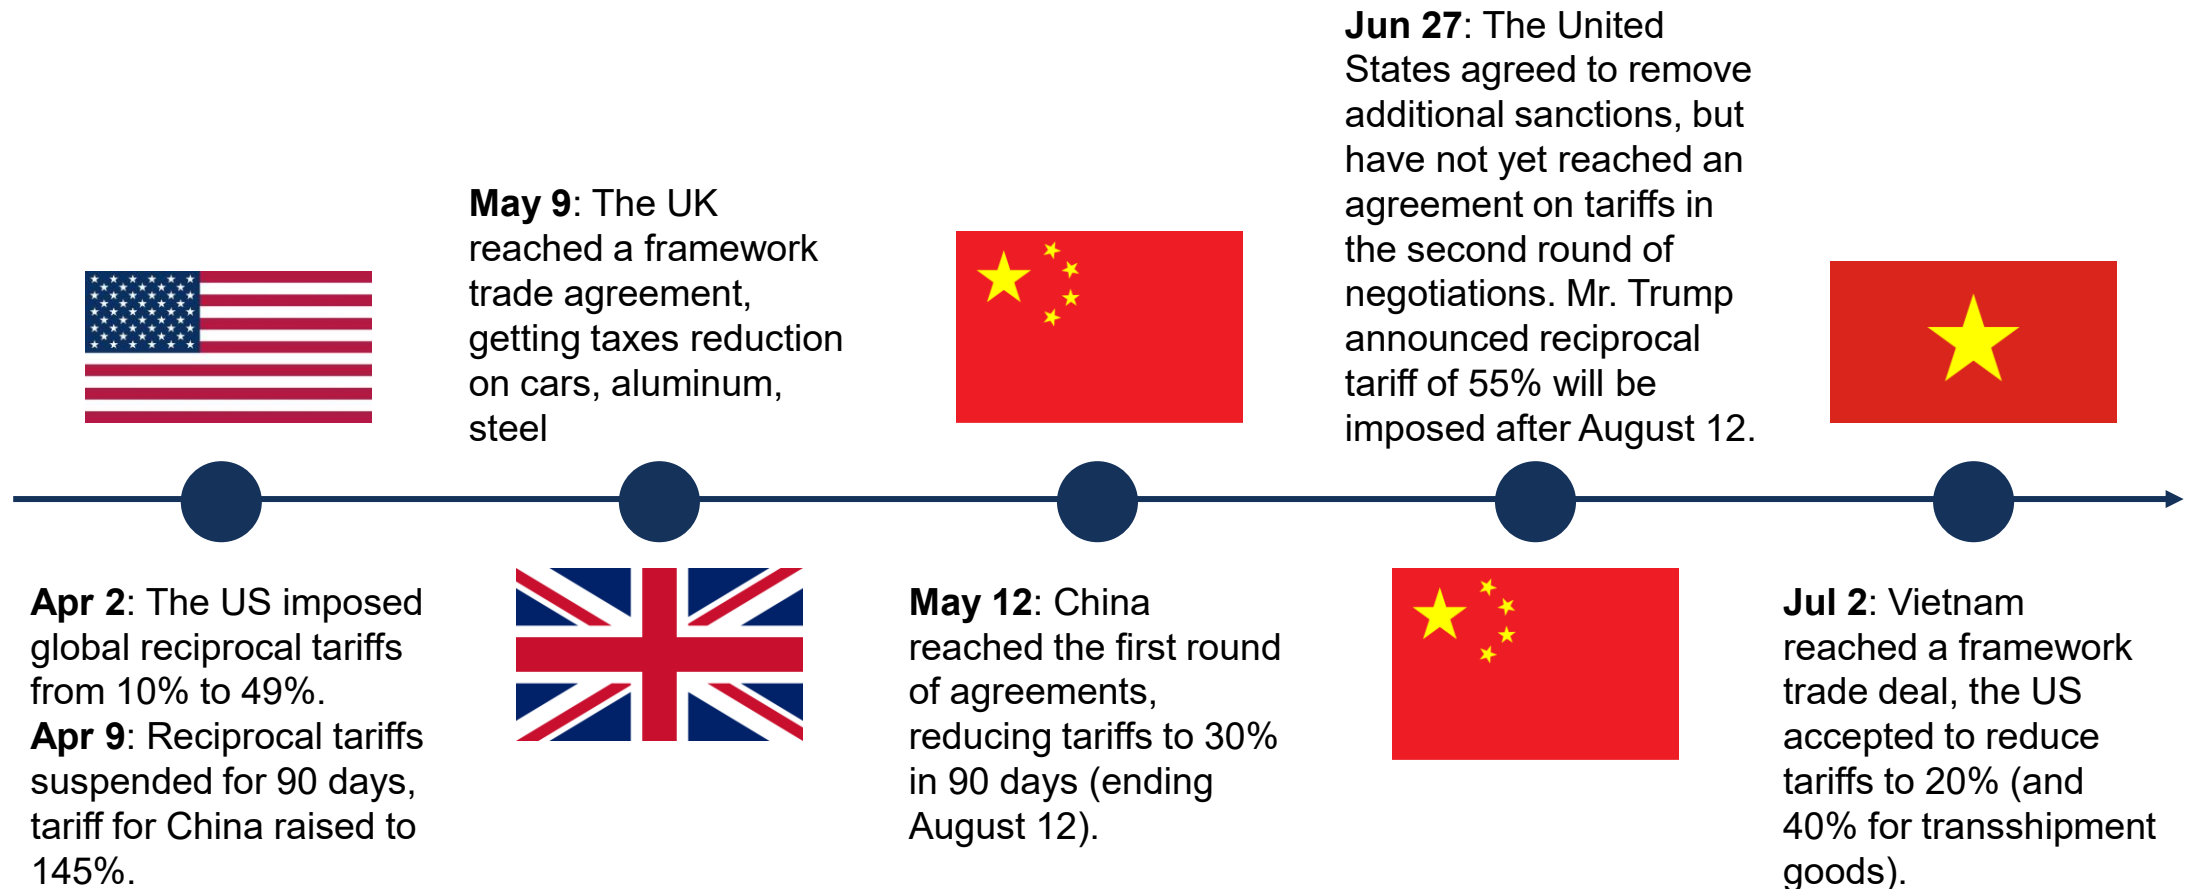 Apr 2: The US imposed
global reciprocal tariffs
from 10% to 49%.
Apr 9: Reciprocal tariffs
suspended for 90 days,
tariff for China raised to
145%.
May 9: The UK
reached a framework
trade agreement,
getting taxes reduction
on cars, aluminum,
steel
May 12: China
reached the first round
of agreements,
reducing tariffs to 30%
in 90 days (ending
August 12).
Jun 27: The United
States agreed to remove
additional sanctions, but
have not yet reached an
agreement on tariffs in
the second round of
negotiations. Mr. Trump
announced reciprocal
tariff of 55% will be
imposed after August 12.
Jul 2: Vietnam
reached a framework
trade deal, the US
accepted to reduce
tariffs to 20% (and
40% for transshipment
goods).